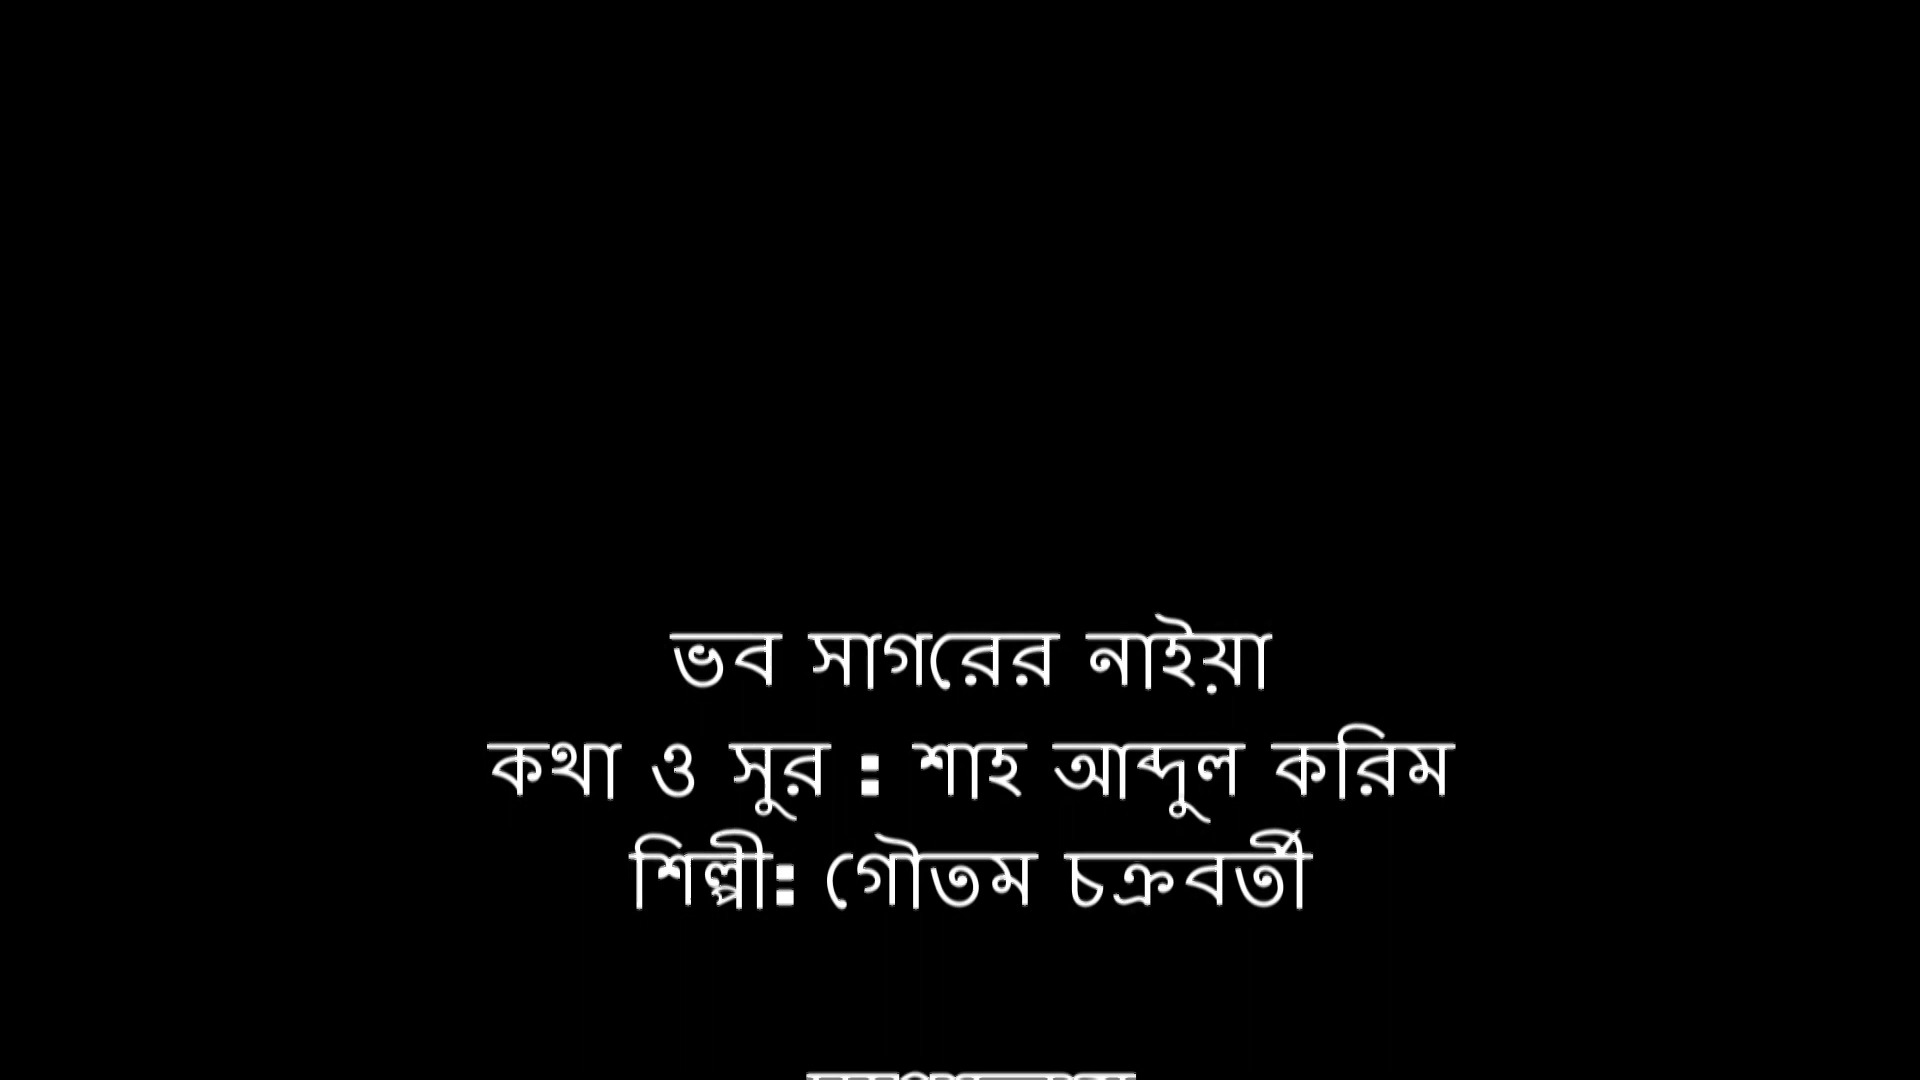 ভব সাগরের নাইয়া
কথা ও সুর : শাহ আব্দুল করিম
শিল্পী: গৌতম চক্রবর্তী